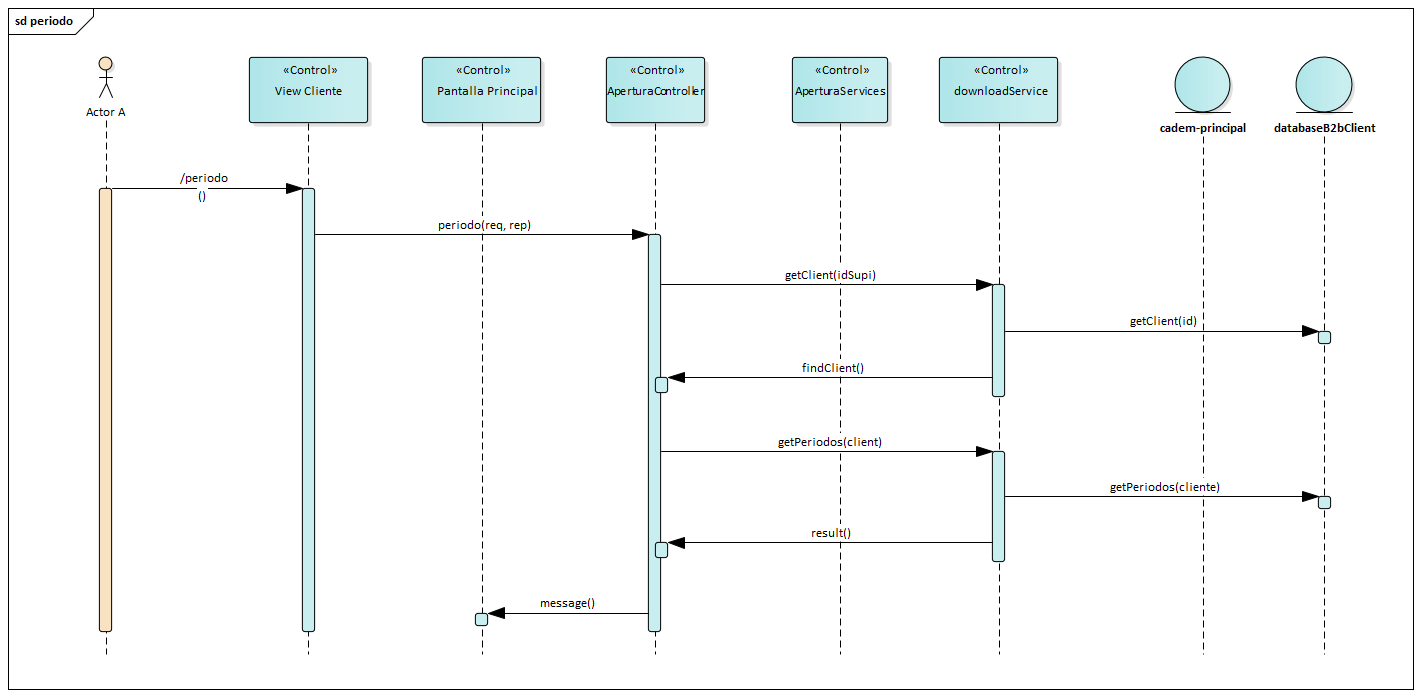 sd periodo
«Control»
View Cliente
«Control»
Pantalla Principal
«Control»
AperturaController
«Control»
AperturaServices
«Control»
downloadService
Actor A
cadem-principal
databaseB2bClient
/periodo
()
periodo(req, rep)
getClient(idSupi)
getClient(id)
findClient()
getPeriodos(client)
getPeriodos(cliente)
result()
message()